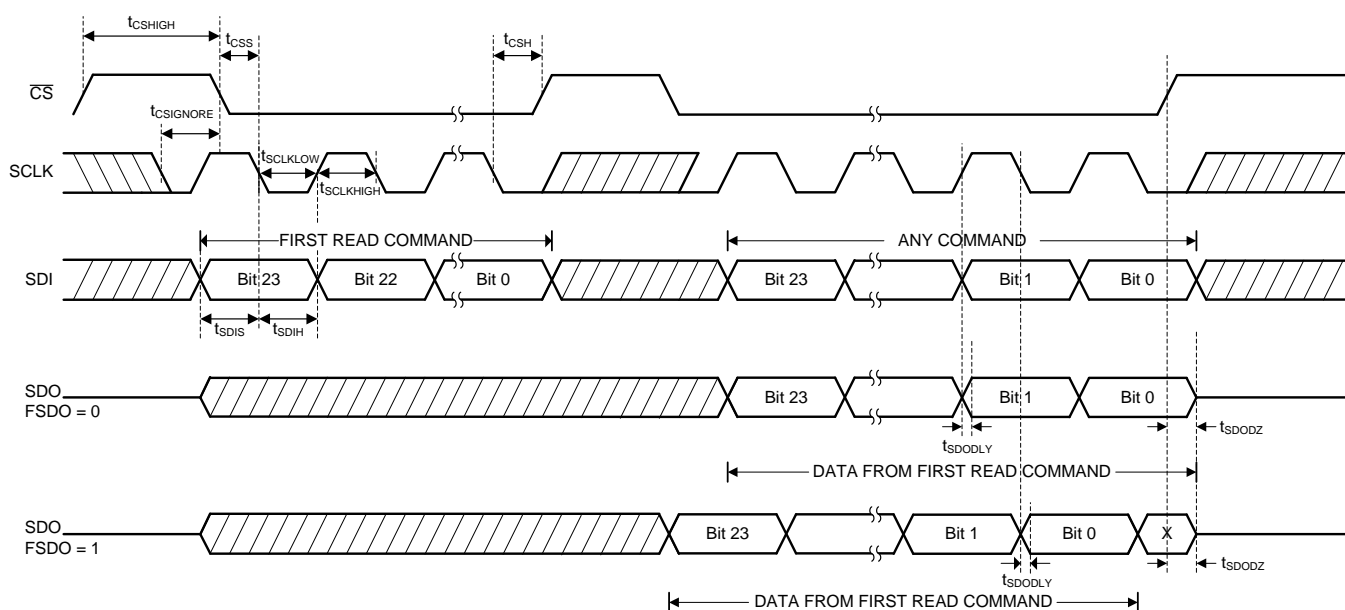 tCSHIGH
tCSS
tCSH
CS
tCSIGNORE
SCLK
tSCLKLOW
tSCLKHIGH
FIRST READ COMMAND
ANY COMMAND
SDI
Bit 23
Bit 22
Bit 0
Bit 23
Bit 1
Bit 0
tSDIS
tSDIH
SDO
FSDO = 0
Bit 23
Bit 1
Bit 0
tSDODLY
tSDODZ
DATA FROM FIRST READ COMMAND
SDO
FSDO = 1
Bit 23
Bit 1
Bit 0
X
tSDODLY
tSDODZ
DATA FROM FIRST READ COMMAND